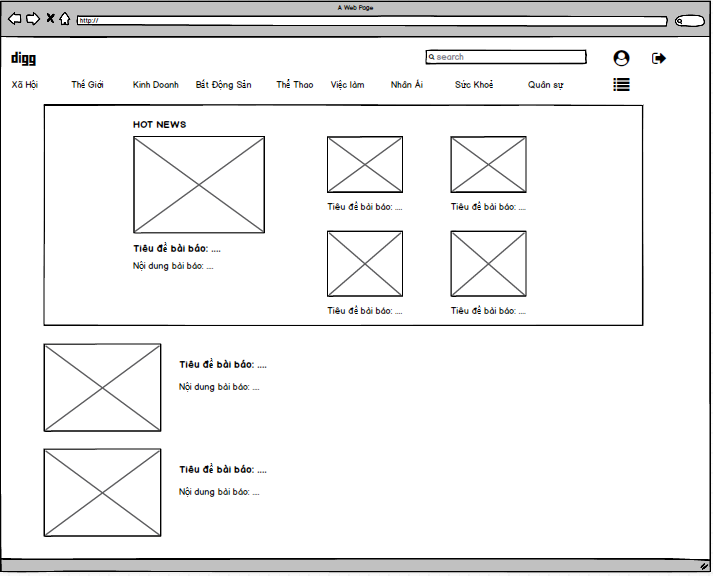 A Web Page
http://
digg
search
Xã Hội Thế Giới Kinh Doanh Bất Động Sản Thể Thao Việc làm Nhân Ái Sức Khoẻ Quân sự
HOT NEWS
Tiêu đề bài báo: ....
Nội dung bài báo: ...
Tiêu đề bài báo: ....
Tiêu đề bài báo: ....
Tiêu đề bài báo: ....
Tiêu đề bài báo: ....
Tiêu đề bài báo: ....
Nội dung bài báo: ...
Tiêu đề bài báo: ....
Nội dung bài báo: ...